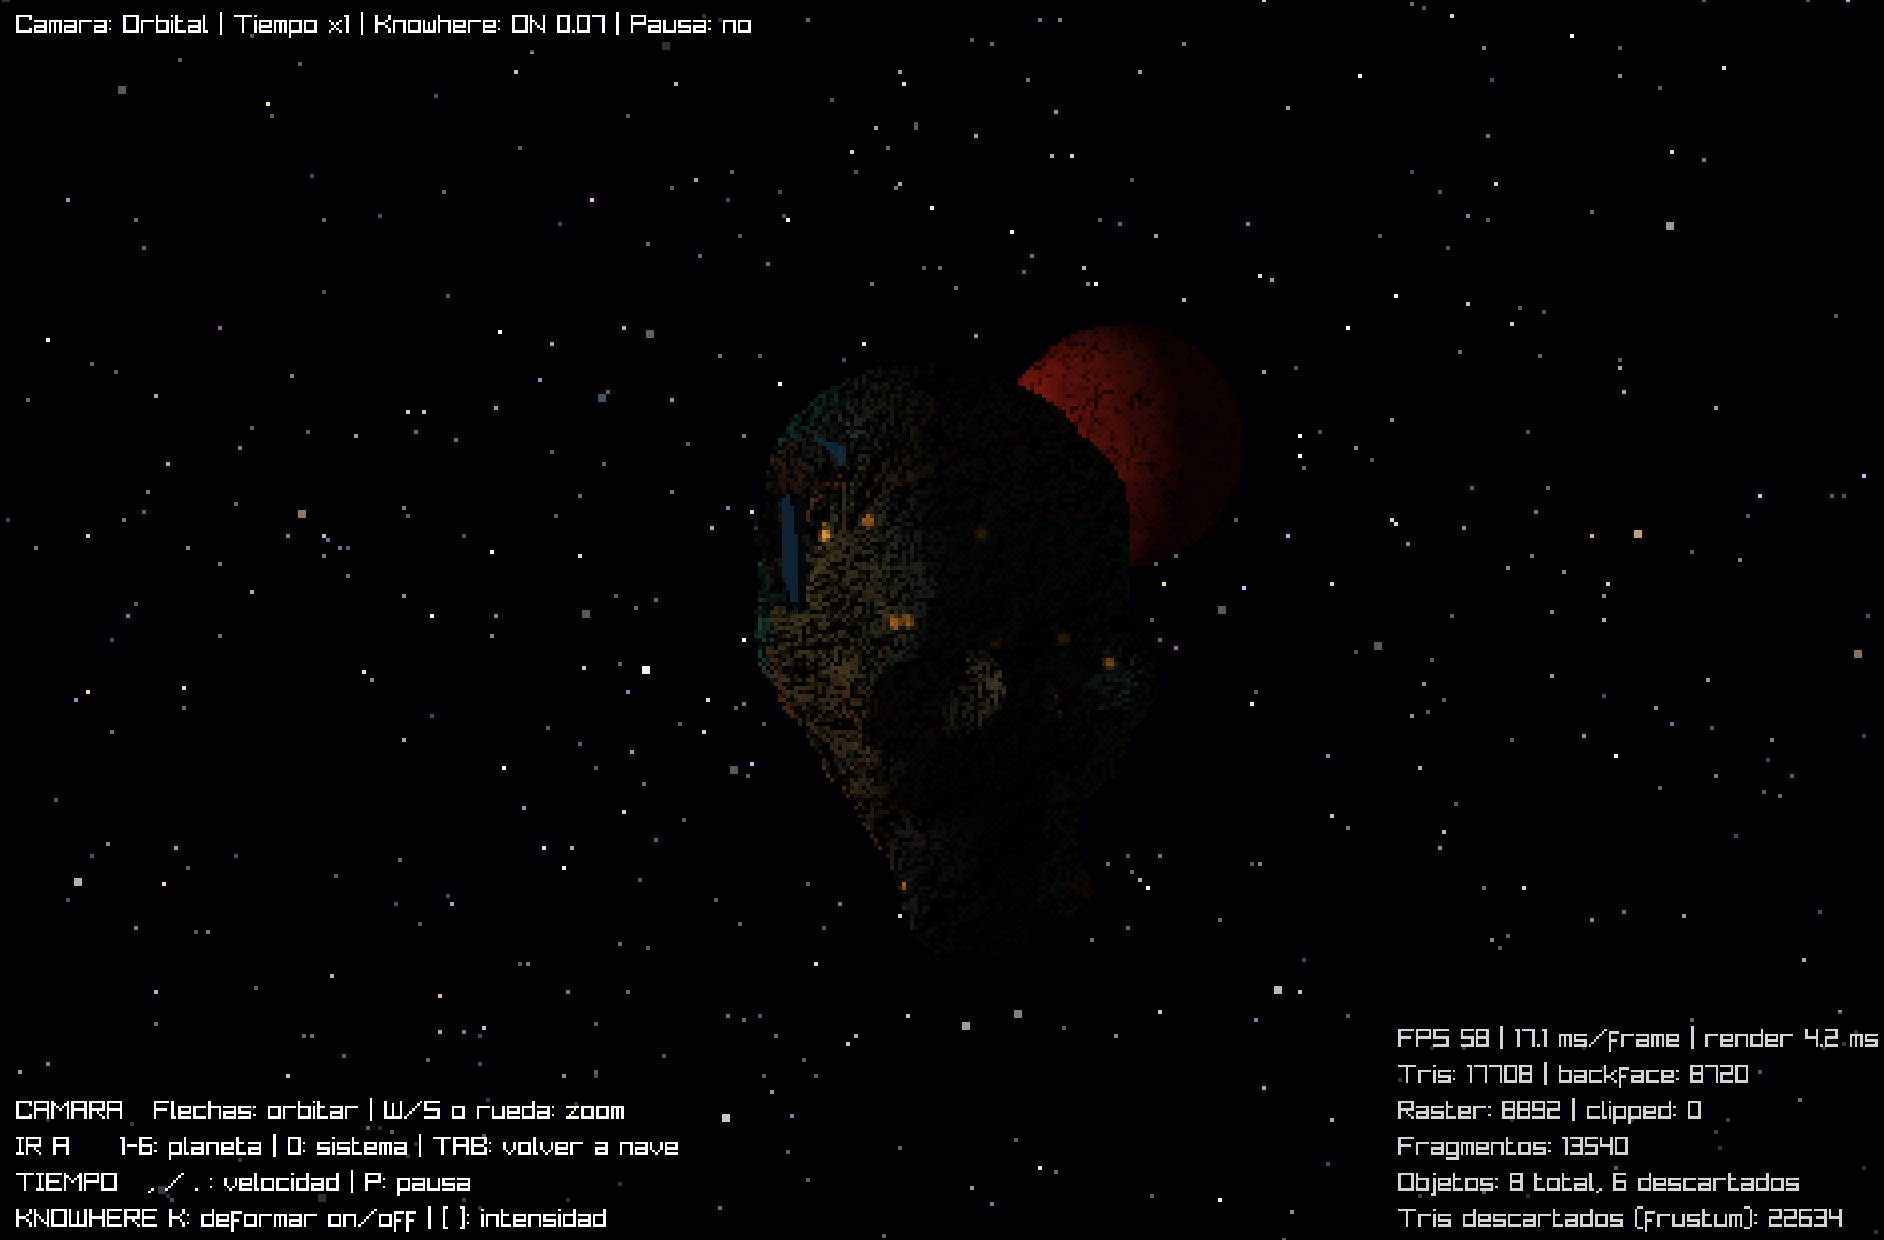 Camara: Orbital | Tiempo x1 | Knowhere: ON 0.07 | Pausa: no
FPS 58 | 17.1 ms/frame | render 4.2 ms
Tris: 17708 | backface: 8720
Raster: 8892 | clipped: 0
Fragmentos: 13540
Objetos: 8 total, 6 descartados
Tris descartados (frustum): 22634
CAMARA Flechas: orbitar | W/S o rueda: zoom
IR A 1-6: planeta | 0: sistema | TAB: volver a nave
TIEMPO , / . : velocidad | P: pausa
KNOWHERE K: deformar on/off | [ ]: intensidad